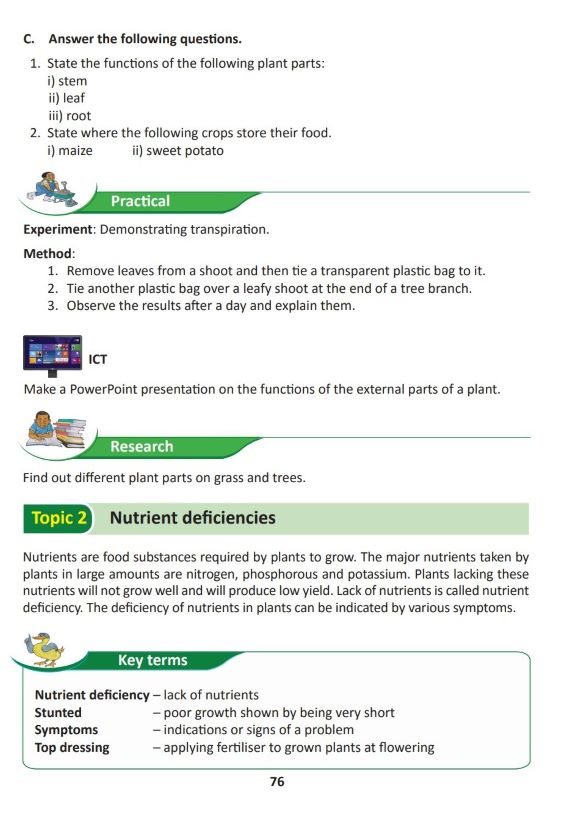 C. Answer the following questions.
1. State the functions of the following plant parts:
i) stem
ii) leaf
iii) root
2. State where the following crops store their food.
i) maize ii) sweet potato
Practical
Experiment: Demonstrating transpiration.
Method:
1. Remove leaves from a shoot and then tie a transparent plastic bag to it.
2. Tie another plastic bag over a leafy shoot at the end of a tree branch.
3. Observe the results after a day and explain them.
ICT
Make a PowerPoint presentation on the functions of the external parts of a plant.
Research
Find out different plant parts on grass and trees.
Topic 2 Nutrient deficiencies
Nutrients are food substances required by plants to grow. The major nutrients taken by
plants in large amounts are nitrogen, phosphorous and potassium. Plants lacking these
nutrients will not grow well and will produce low yield. Lack of nutrients is called nutrient
deficiency. The deficiency of nutrients in plants can be indicated by various symptoms.
Key terms
Nutrient deficiency – lack of nutrients
Stunted – poor growth shown by being very short
Symptoms – indications or signs of a problem
Top dressing – applying fertiliser to grown plants at flowering
76